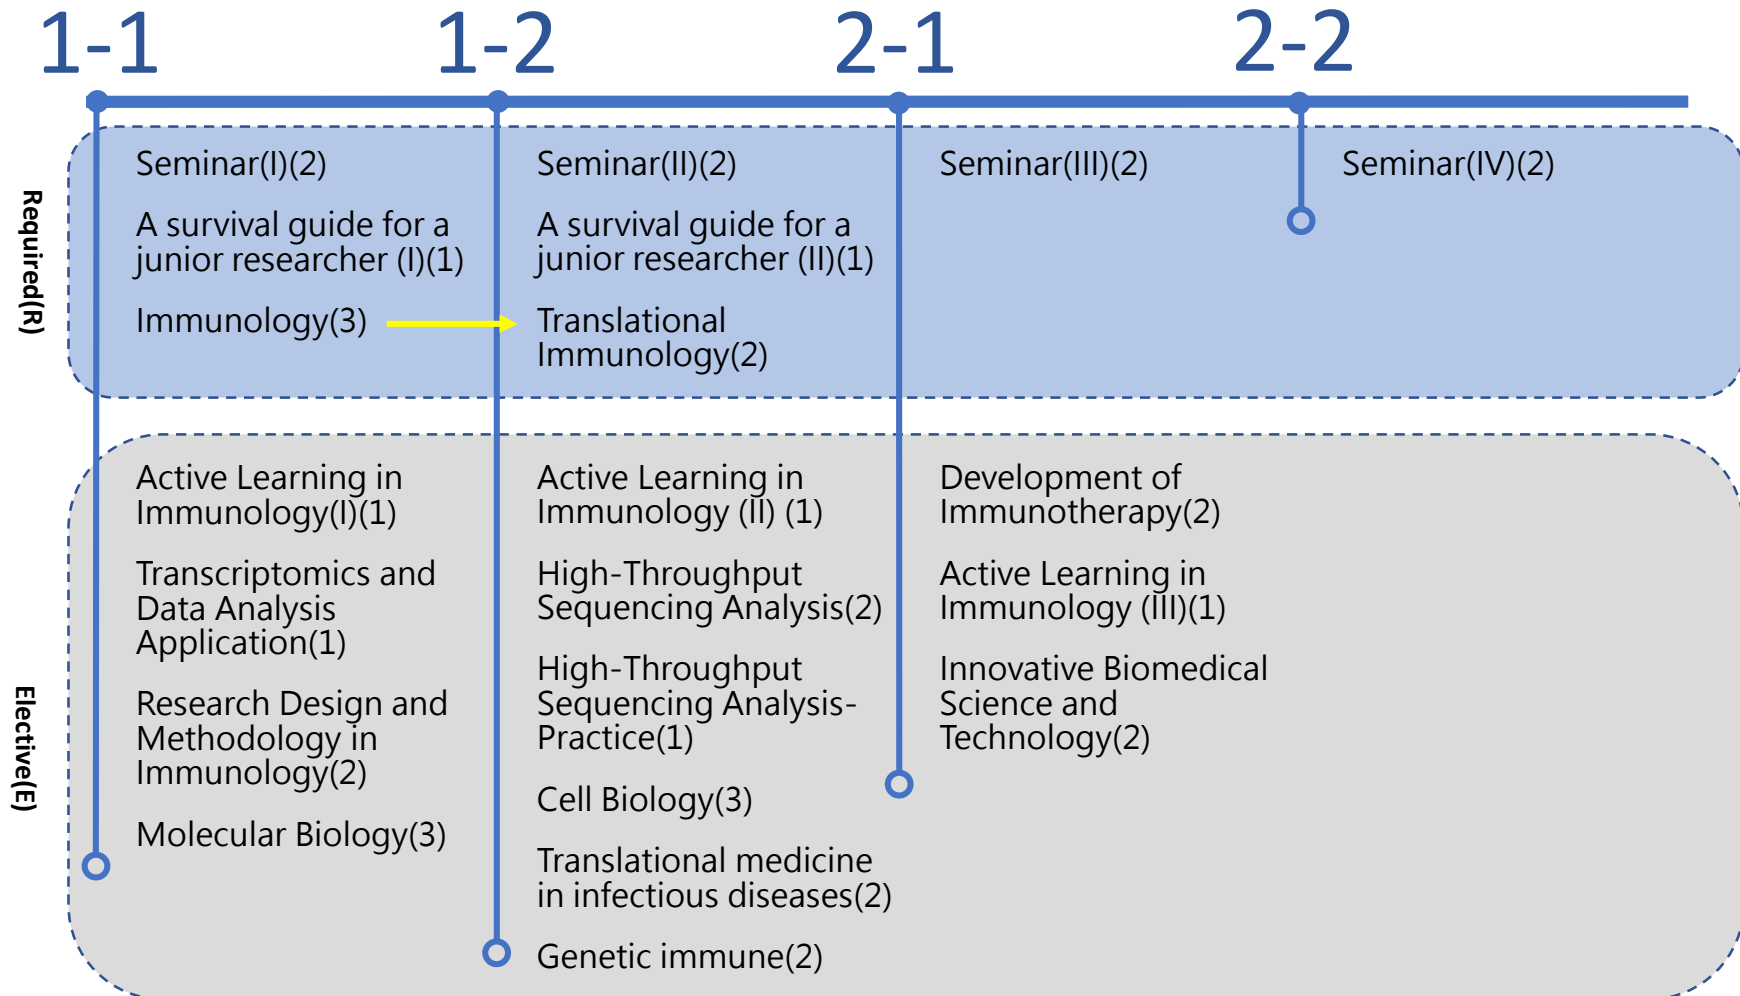 1-1
1-2
2-1
2-2
Required(R)
Seminar(I)(2)
A survival guide for a
junior researcher (I)(1)
Immunology(3)
Seminar(II)(2)
A survival guide for a
junior researcher (II)(1)
Translational
Immunology(2)
Seminar(III)(2)
Seminar(IV)(2)
Elective(E)
Active Learning in
Immunology(I)(1)
Transcriptomics and
Data Analysis
Application(1)
Research Design and
Methodology in
Immunology(2)
Molecular Biology(3)
Active Learning in
Immunology (II) (1)
High-Throughput
Sequencing Analysis(2)
High-Throughput
Sequencing Analysis-
Practice(1)
Cell Biology(3)
Translational medicine
in infectious diseases(2)
Genetic immune(2)
Development of
Immunotherapy(2)
Active Learning in
Immunology (III)(1)
Innovative Biomedical
Science and
Technology(2)